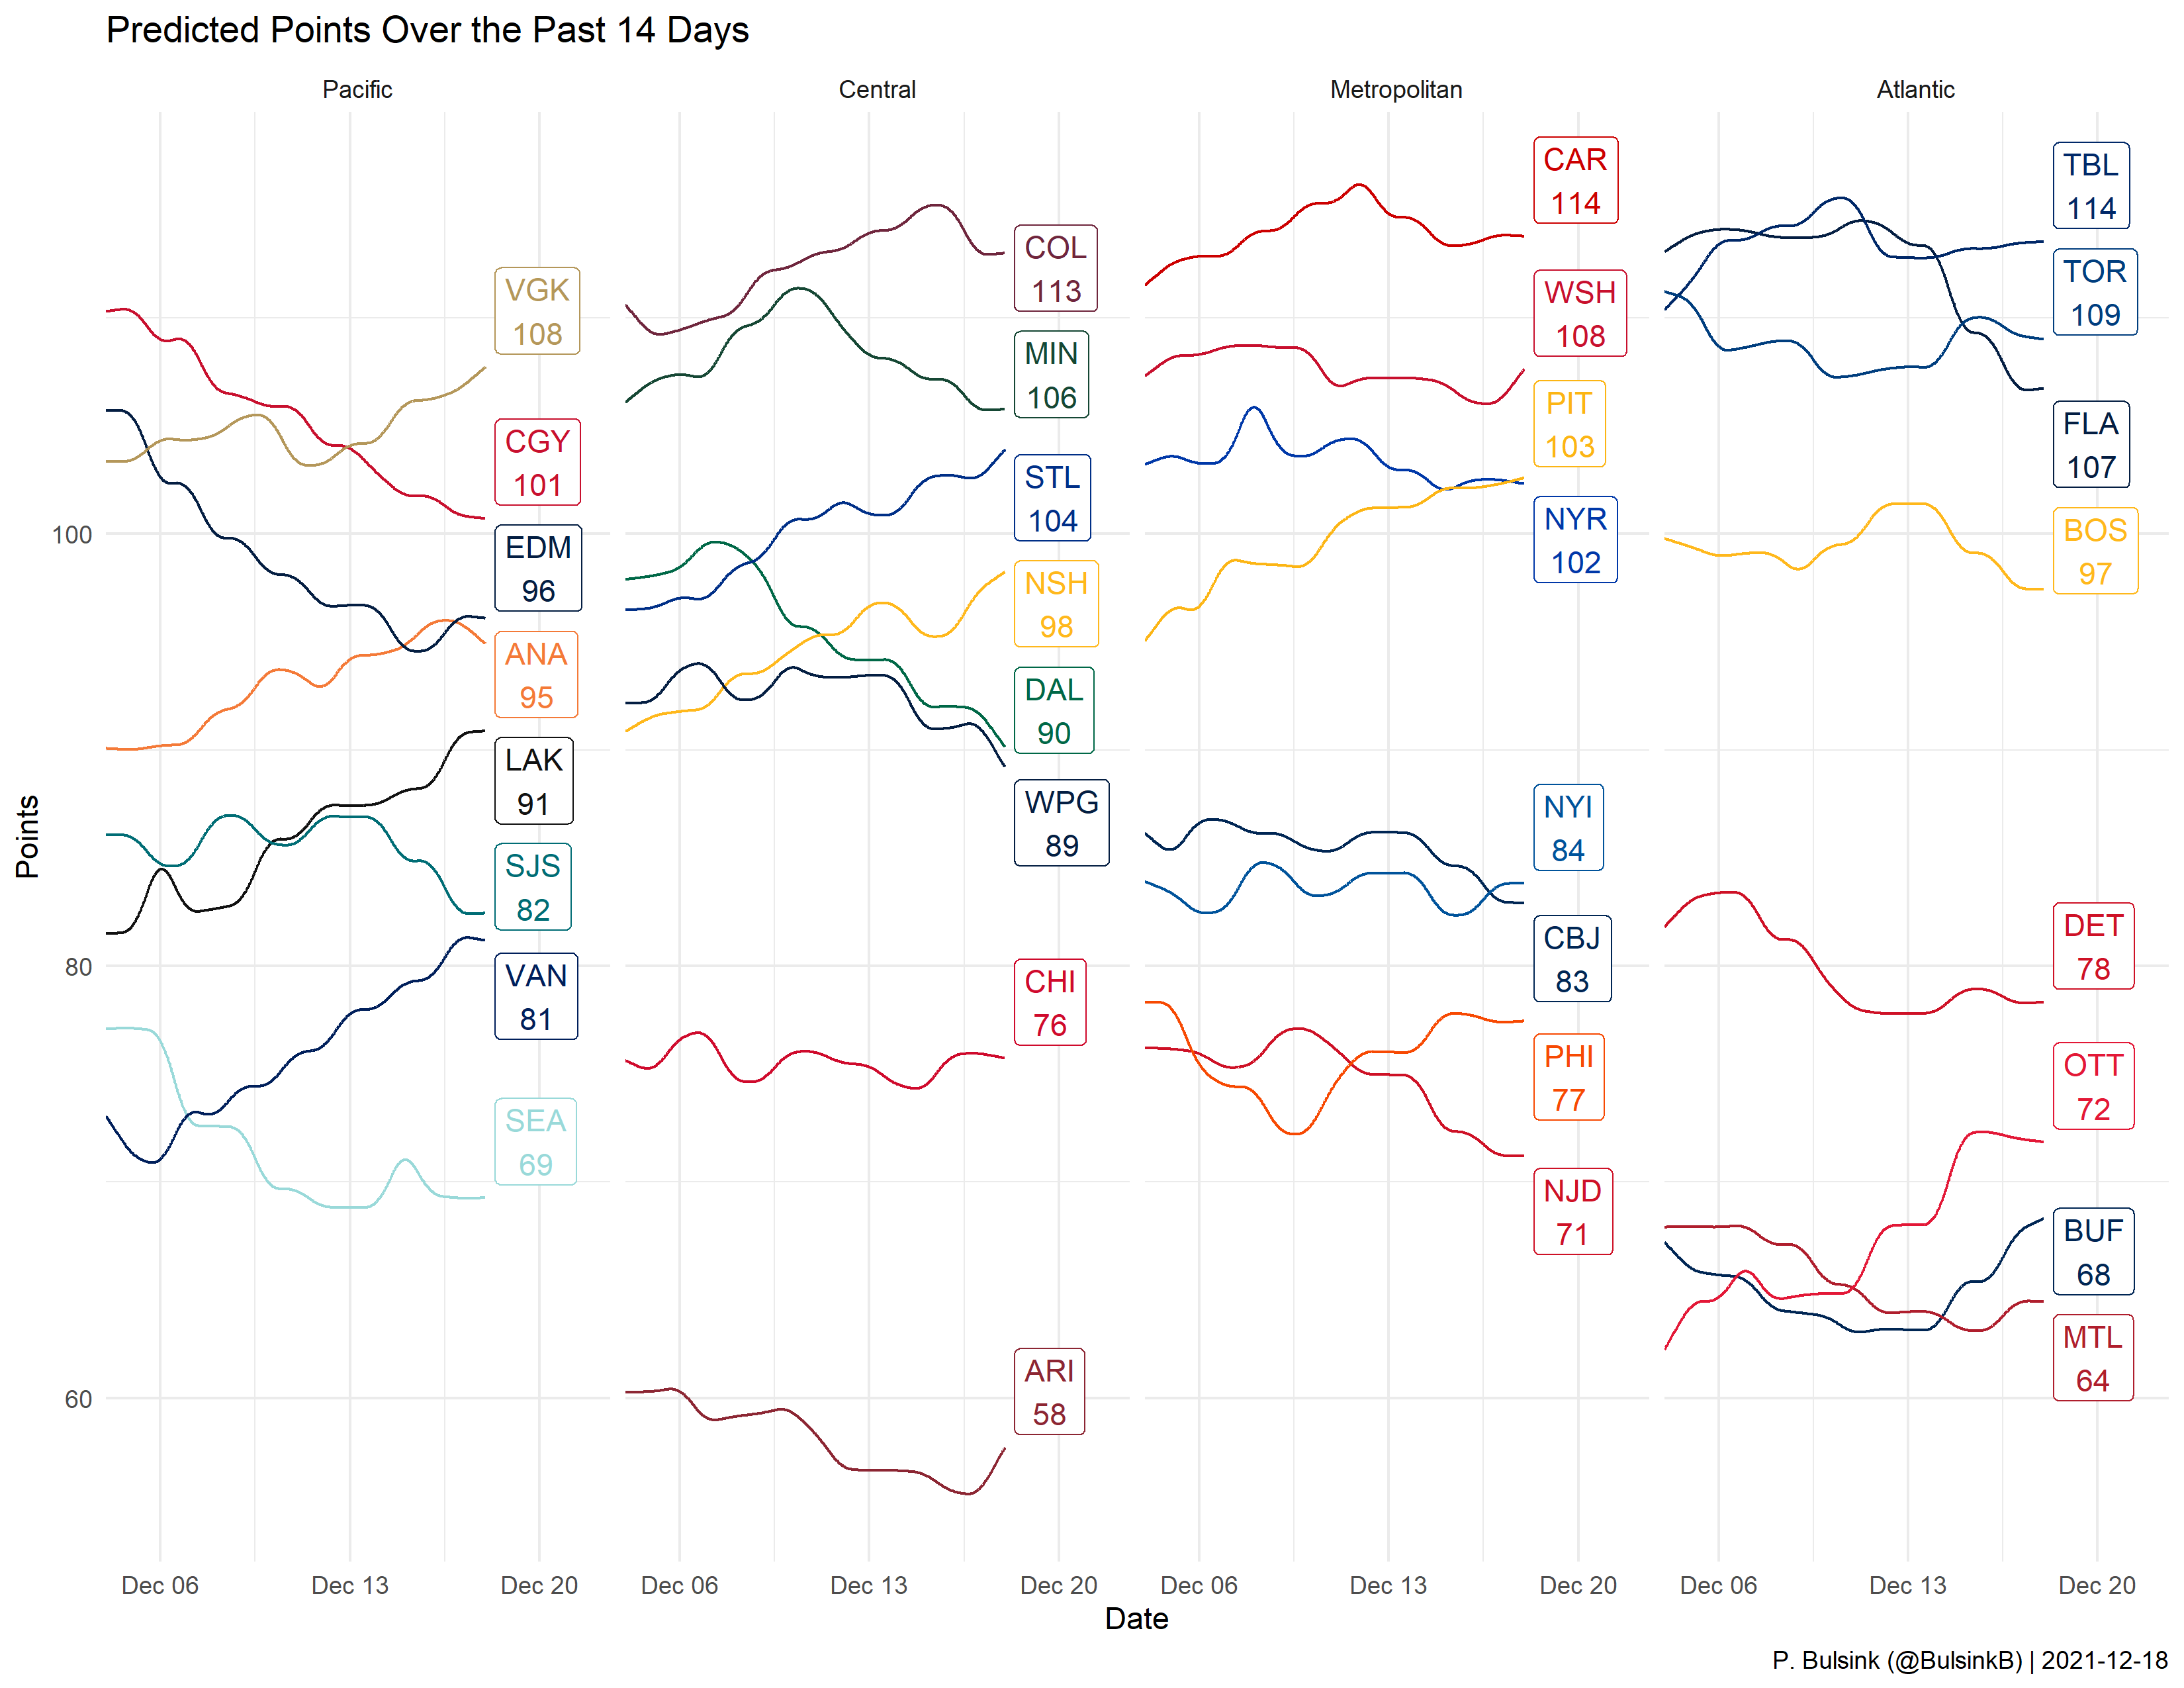 Predicted Points Over the Past 14 Days
Pacific
Central
Metropolitan
Atlantic
Points
100
80
60
VGK
108
CGY
101
EDM
96
ANA
95
LAK
91
SJS
82
VAN
81
SEA
69
COL
113
MIN
106
STL
104
NSH
98
DAL
90
WPG
89
CHI
76
ARI
58
CAR
114
WSH
108
PIT
103
NYR
102
NYI
84
CBJ
83
PHI
77
NJD
71
TBL
114
TOR
109
FLA
107
BOS
97
DET
78
OTT
72
BUF
68
MTL
64
Dec 06 Dec 13 Dec 20
Dec 06 Dec 13 Dec 20
Dec 06 Dec 13 Dec 20
Dec 06 Dec 13 Dec 20
Date
P. Bulsink (@BulsinkB) | 2021-12-18